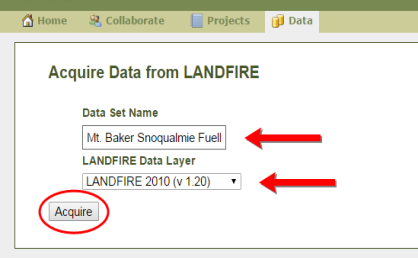 Home Collaborate Projects Data
Acquire Data from LANDFIRE
Data Set Name
Mt. Baker Snoqualmie Fuell
LANDFIRE Data Layer
LANDFIRE 2010 (v 1.20)
Acquire